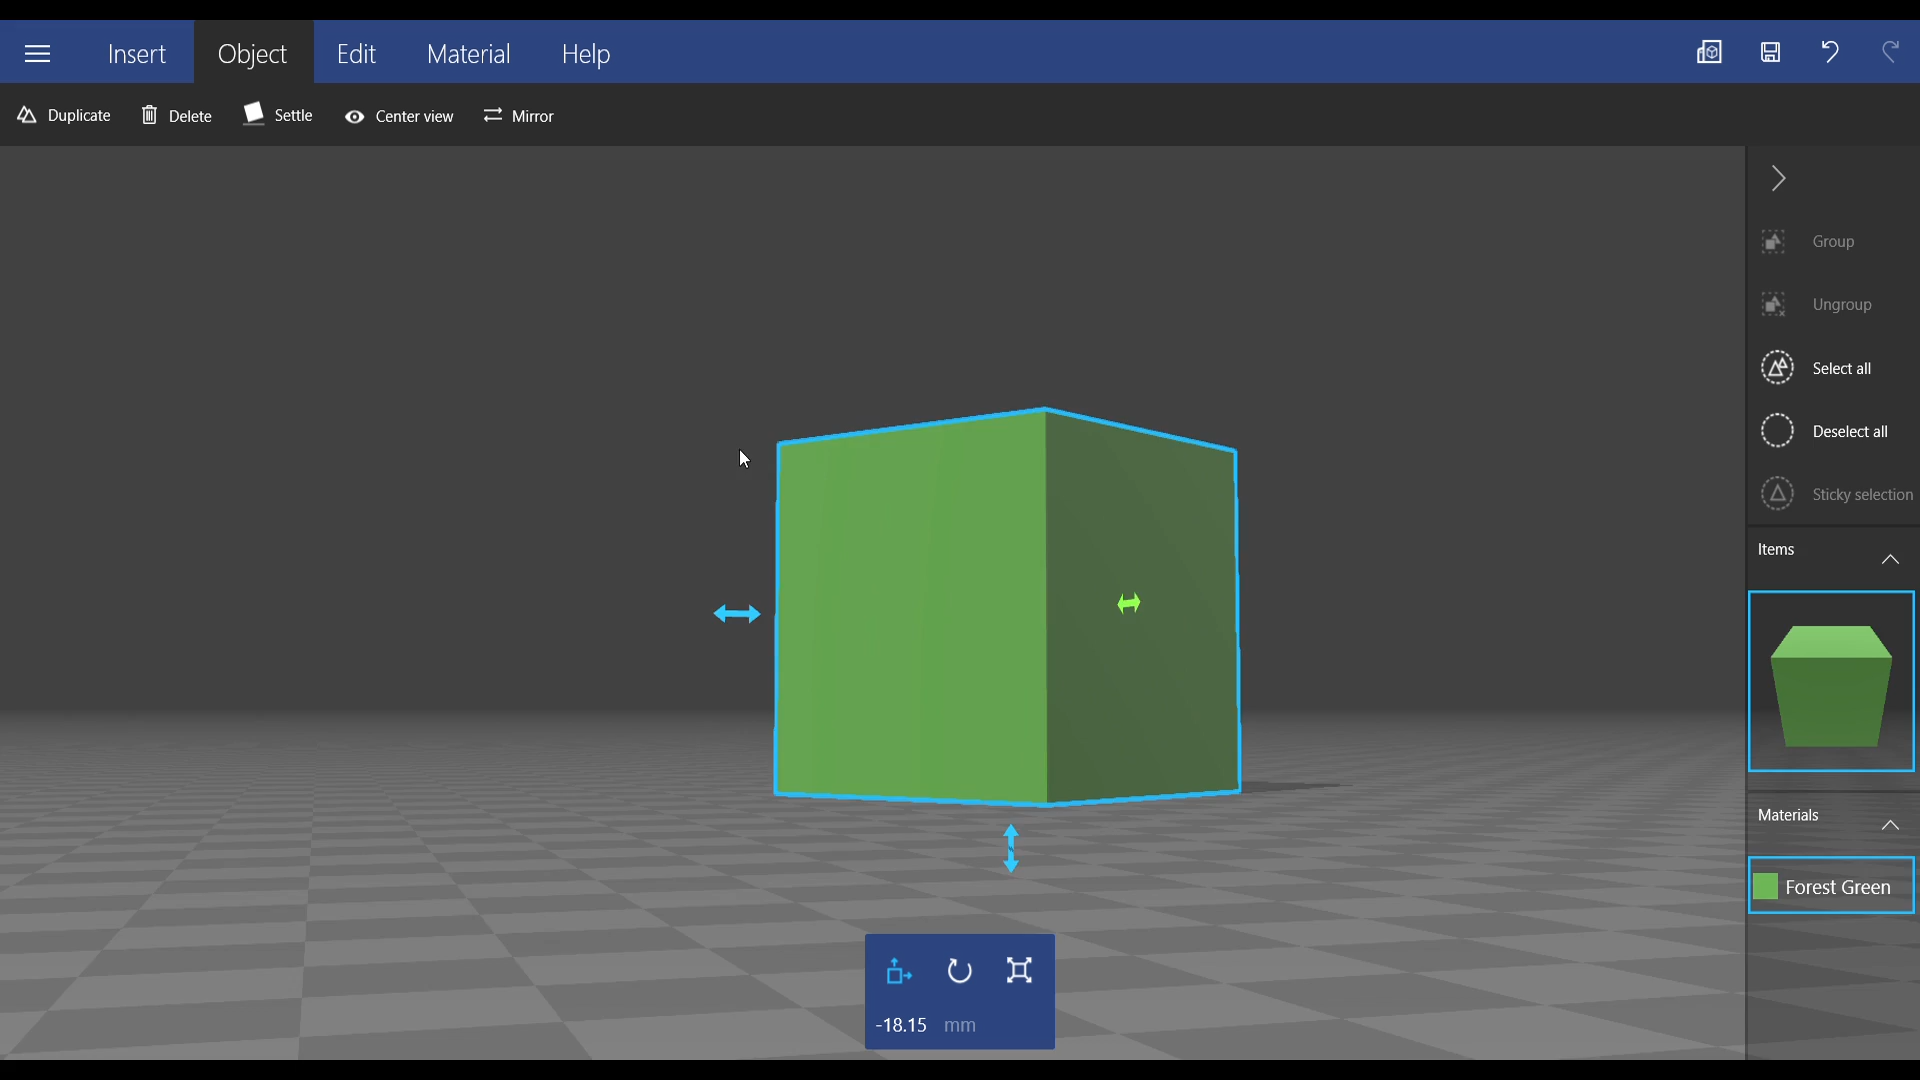 Insert Object Edit Material Help
Duplicate Delete Settle Center view Mirror
Group
Ungroup
Select all
Deselect all
Sticky selection
Items
Materials
Forest Green
-18.15 mm